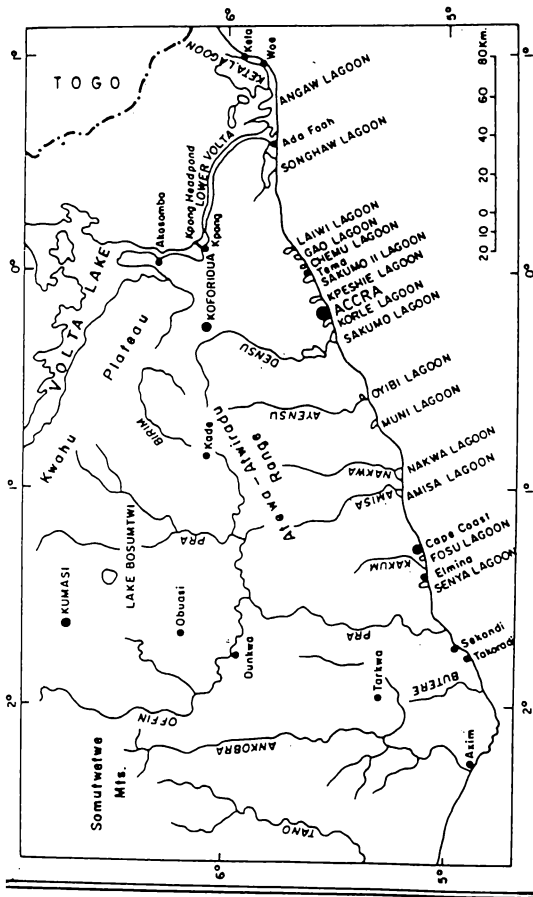 1°
0°
1°
2°
6°
5°
6°
5°
TOGO
Keta
Woe
KETA LAGOON
ANGAW LAGOON
Ada Foah
SONGHAW LAGOON
LOWER VOLTA
Kpong Headpond
Kpong
Akosombo
VOLTA LAKE
LAIWI LAGOON
GAO LAGOON
CHEMU LAGOON
Tema
SAKUMO II LAGOON
KPESHIE LAGOON
ACCRA
KORLE LAGOON
SAKUMO LAGOON
KOFORIDUA
DENSU
Kwahu Plateau
BIRIM
Kade
AYENSU
OYIBI LAGOON
MUNI LAGOON
Atewa-Atwiradu
Range
NAKWA
NAKWA LAGOON
AMISA
AMISA LAGOON
PRA
KAKUM
Cape Coast
FOSU LAGOON
Elmina
SENYA LAGOON
KUMASI
LAKE BOSUMTWI
Obuasi
Dunkwa
PRA
Sekondi
Takoradi
BUTERE
Tarkwa
OFFIN
ANKOBRA
Axim
Somutwetwe
Mts.
TANO
20 10 0 20 40 60 80 Km.